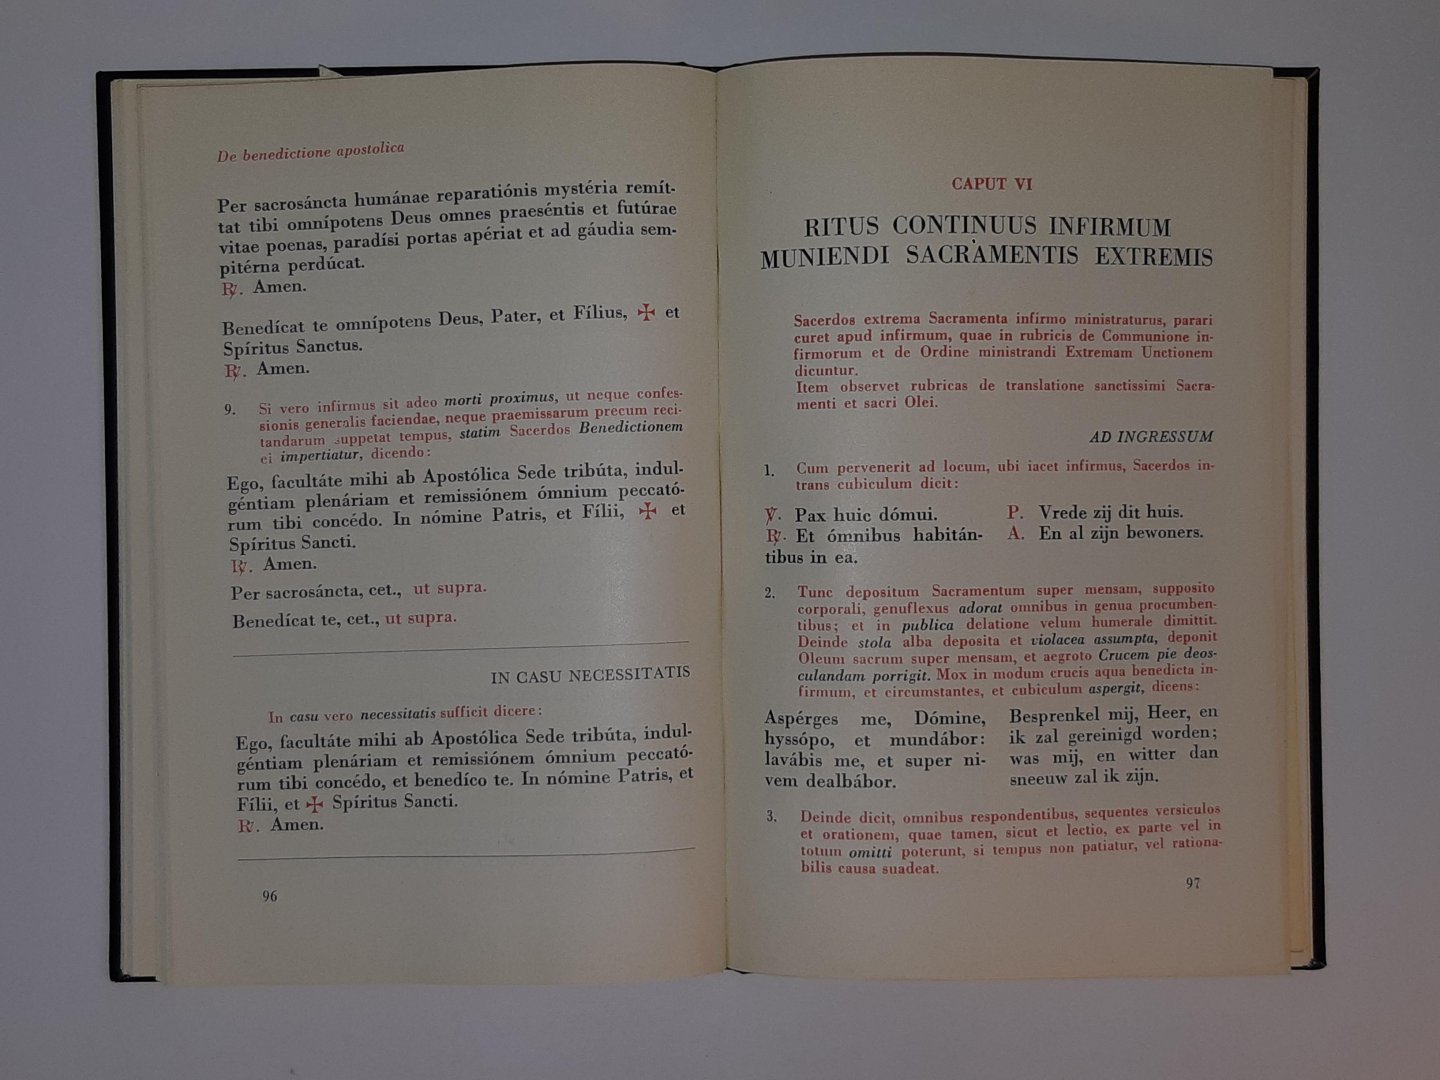 De benedictione apostolica
Per sacrosáncta humánae reparatiónis mystéria remít-
tat tibi omnípotens Deus omnes praeséntis et futúrae
vitae poenas, paradísi portas apériat et ad gáudia sem-
pitérna perdúcat.
℟. Amen.
Benedícat te omnípotens Deus, Pater, et Fílius, ✠ et
Spíritus Sanctus.
℟. Amen.
9. Si vero infirmus sit adeo morti proximus, ut neque confes-
sionis generalis faciendae, neque praemissarum precum reci-
tandarum suppetat tempus, statim Sacerdos Benedictionem
ei impertiatur, dicendo:
Ego, facultáte mihi ab Apostólica Sede tribúta, indul-
géntiam plenáriam et remissiónem ómnium peccató-
rum tibi concédo. In nómine Patris, et Fílii, ✠ et
Spíritus Sancti.
℟. Amen.
Per sacrosáncta, cet., ut supra.
Benedícat te, cet., ut supra.
IN CASU NECESSITATIS
In casu vero necessitatis sufficit dicere:
Ego, facultáte mihi ab Apostólica Sede tribúta, indul-
géntiam plenáriam et remissiónem ómnium peccató-
rum tibi concédo, et benedíco te. In nómine Patris, et
Fílii, et ✠ Spíritus Sancti.
℟. Amen.
96
CAPUT VI
RITUS CONTINUUS INFIRMUM
MUNIENDI SACRAMENTIS EXTREMIS
Sacerdos extrema Sacramenta infirmo ministraturus, parari
curet apud infirmum, quae in rubricis de Communione in-
firmorum et de Ordine ministrandi Extremam Unctionem
dicuntur.
Item observet rubricas de translatione sanctissimi Sacra-
menti et sacri Olei.
AD INGRESSUM
1. Cum pervenerit ad locum, ubi iacet infirmus, Sacerdos in-
trans cubiculum dicit:
℣. Pax huic dómui.
℟. Et ómnibus habitán-
tibus in ea.
P. Vrede zij dit huis.
A. En al zijn bewoners.
2. Tunc depositum Sacramentum super mensam, supposito
corporali, genuflexus adorat omnibus in genua procumben-
tibus; et in publica delatione velum humerale dimittit.
Deinde stola alba deposita et violacea assumpta, deponit
Oleum sacrum super mensam, et aegroto Crucem pie deos-
culandam porrigit. Mox in modum crucis aqua benedicta in-
firmum, et circumstantes, et cubiculum aspergit, dicens:
Aspérges me, Dómine,
hyssópo, et mundábor:
lavábis me, et super ni-
vem dealbábor.
Besprenkel mij, Heer, en
ik zal gereinigd worden;
was mij, en witter dan
sneeuw zal ik zijn.
3. Deinde dicit, omnibus respondentibus, sequentes versiculos
et orationem, quae tamen, sicut et lectio, ex parte vel in
totum omitti poterunt, si tempus non patiatur, vel rationa-
bilis causa suadeat.
97